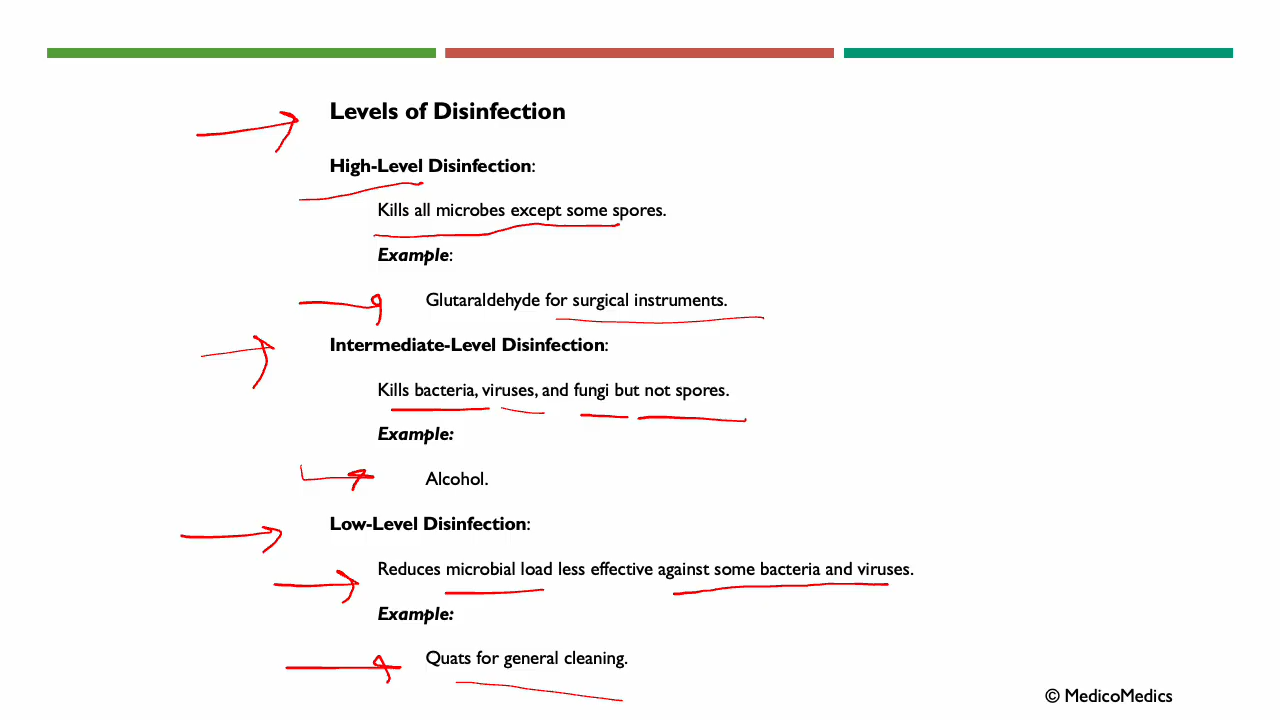 Levels of Disinfection
High-Level Disinfection:
Kills all microbes except some spores.
Example:
Glutaraldehyde for surgical instruments.
Intermediate-Level Disinfection:
Kills bacteria, viruses, and fungi but not spores.
Example:
Alcohol.
Low-Level Disinfection:
Reduces microbial load less effective against some bacteria and viruses.
Example:
Quats for general cleaning.
© MedicoMedics